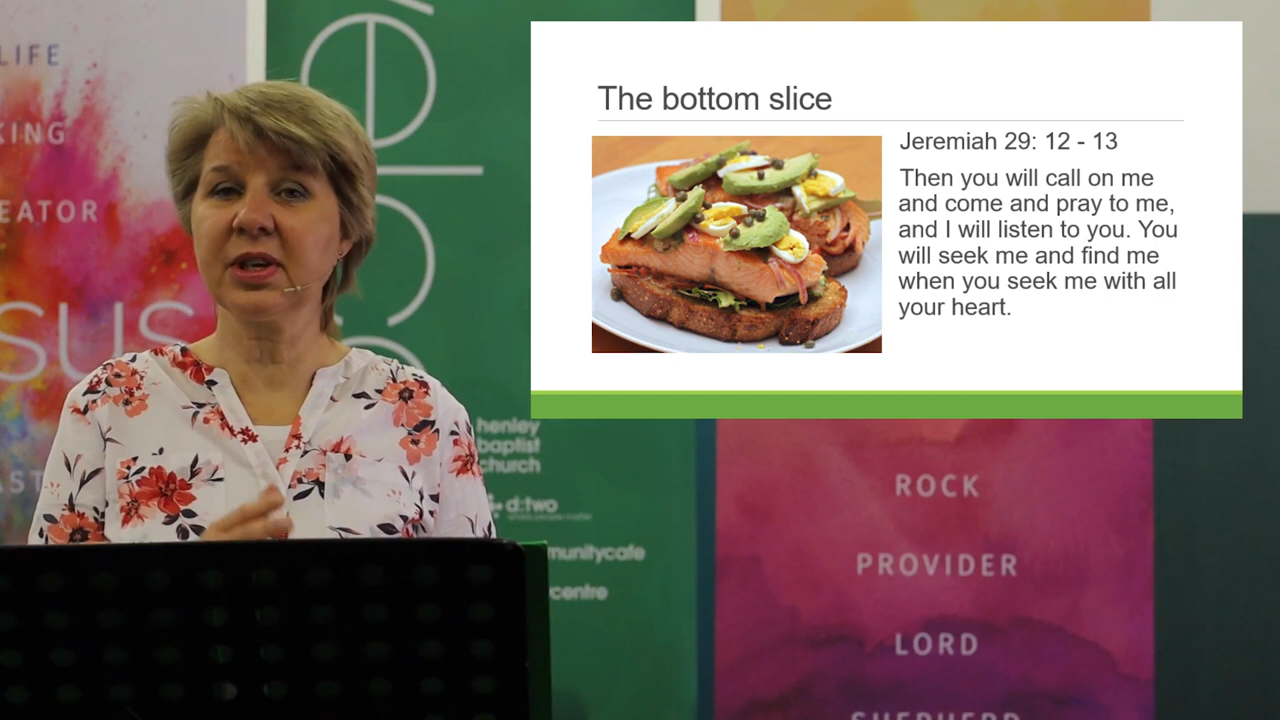 LIFE
KING
EATOR
SUS
AST
henley
baptist
church
d:two
munitycafe
centre
The bottom slice
Jeremiah 29: 12 - 13
Then you will call on me
and come and pray to me,
and I will listen to you. You
will seek me and find me
when you seek me with all
your heart.
ROCK
PROVIDER
LORD
SHEPHERD